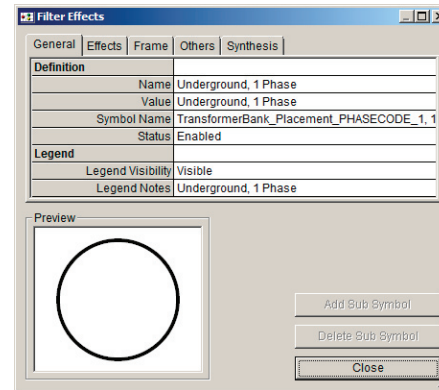 Filter Effects
General Effects Frame Others Synthesis
Definition
Name Underground, 1 Phase
Value Underground, 1 Phase
Symbol Name TransformerBank_Placement_PHASECODE_1, 1
Status Enabled
Legend
Legend Visibility Visible
Legend Notes Underground, 1 Phase
Preview
Add Sub Symbol
Delete Sub Symbol
Close